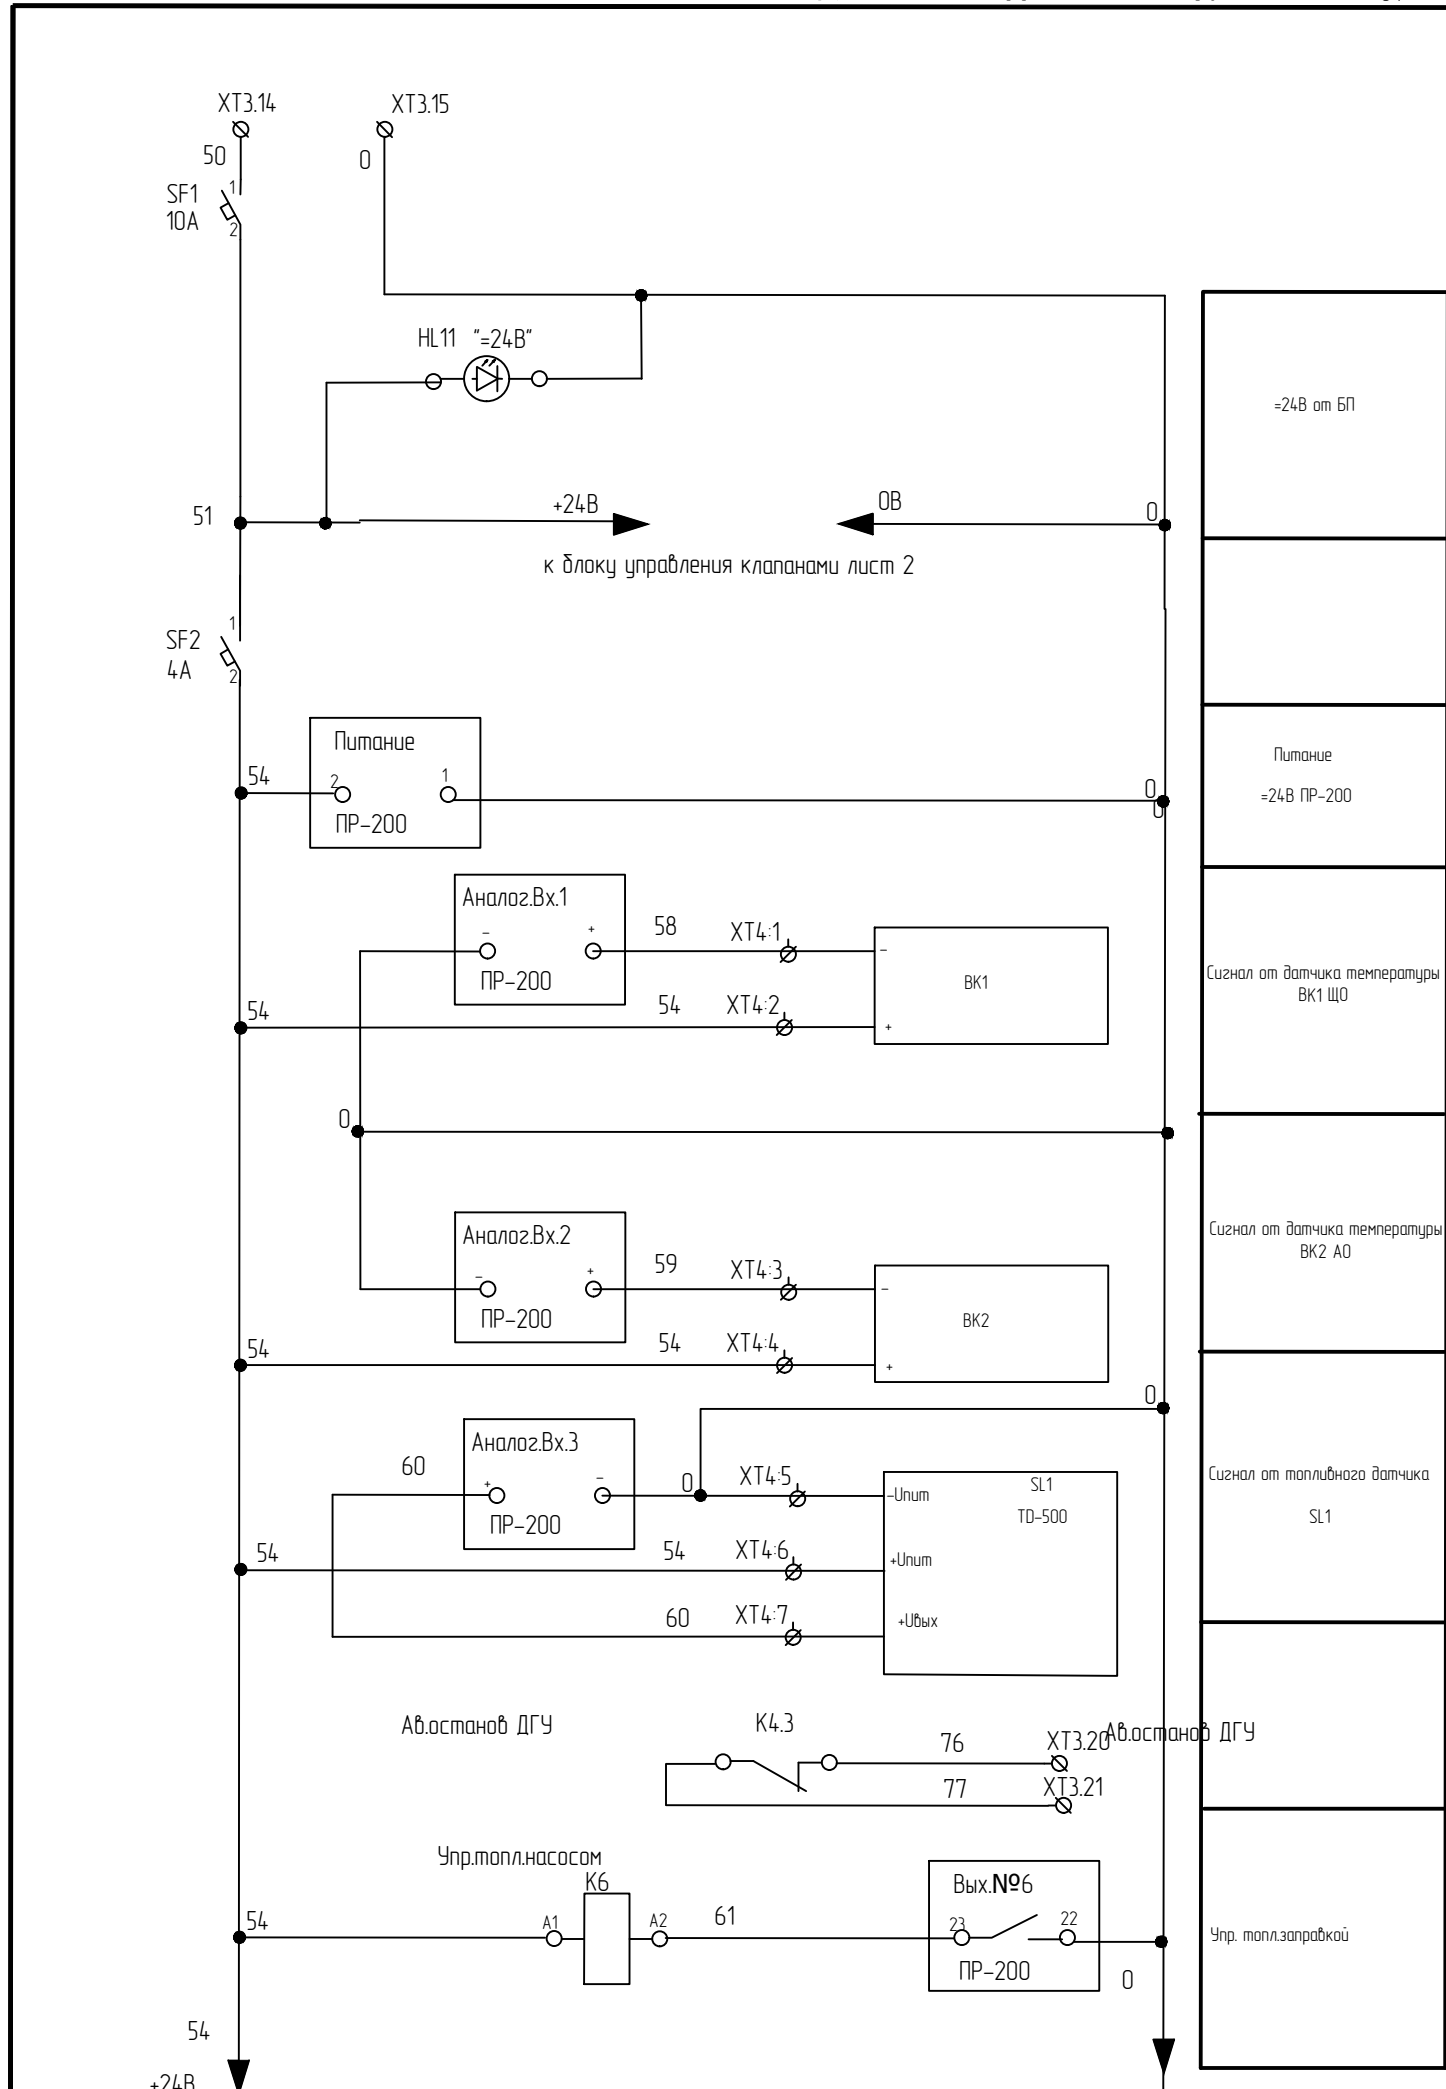 XT3.14
XT3.15
50
0
SF1
10А
1
2
HL11 "=24В"
=24В от БП
51
+24В
0В
0
к блоку управления клапанами лист 2
SF2
4А
1
2
Питание
54
2
1
ПР-200
0
0
Питание
=24В ПР-200
Аналог.Вх.1
-
+
ПР-200
58
XT4:1
-
ВК1
54
54
XT4:2
+
Сигнал от датчика температуры
ВК1 ЩО
0
Аналог.Вх.2
-
+
ПР-200
59
XT4:3
-
ВК2
54
54
XT4:4
+
Сигнал от датчика температуры
ВК2 АО
0
Аналог.Вх.3
60
+
-
ПР-200
0
XT4:5
-Uпит
SL1
TD-500
54
54
XT4:6
+Uпит
60
XT4:7
+Uвых
Сигнал от топливного датчика
SL1
Ав.останов ДГУ
К4.3
76
XT3.20
Ав.останов ДГУ
77
XT3.21
Упр.топл.насосом
К6
54
А1
А2
61
Вых.№6
23
22
ПР-200
0
Упр. топл.заправкой
54
+24В